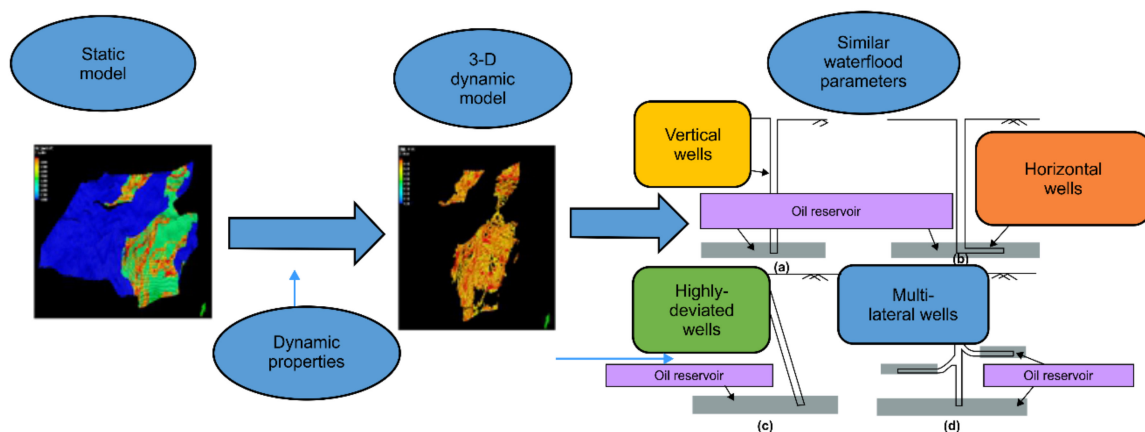 Static
model
3-D
dynamic
model
Similar
waterflood
parameters
Vertical
wells
Horizontal
wells
Oil reservoir
(a)
(b)
Dynamic
properties
Highly-
deviated
wells
Multi-
lateral wells
Oil reservoir
Oil reservoir
(c)
(d)